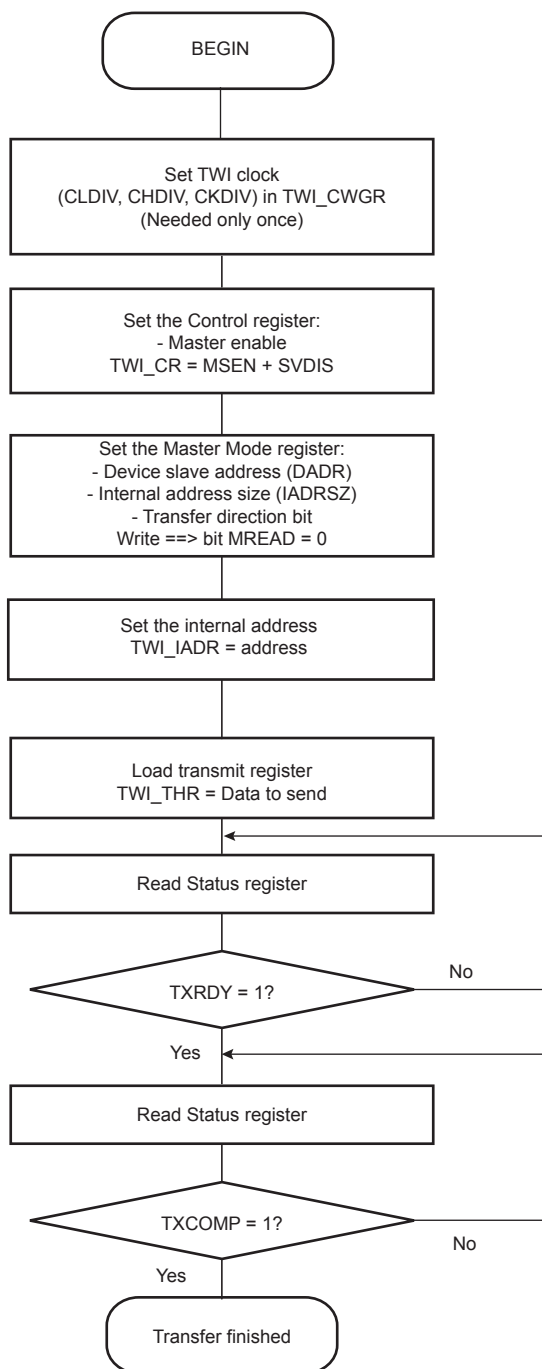 BEGIN
Set TWI clock
(CLDIV, CHDIV, CKDIV) in TWI_CWGR
(Needed only once)
Set the Control register:
- Master enable
TWI_CR = MSEN + SVDIS
Set the Master Mode register:
- Device slave address (DADR)
- Internal address size (IADRSZ)
- Transfer direction bit
Write ==> bit MREAD = 0
Set the internal address
TWI_IADR = address
Load transmit register
TWI_THR = Data to send
Read Status register
TXRDY = 1?
No
Yes
Read Status register
TXCOMP = 1?
No
Yes
Transfer finished